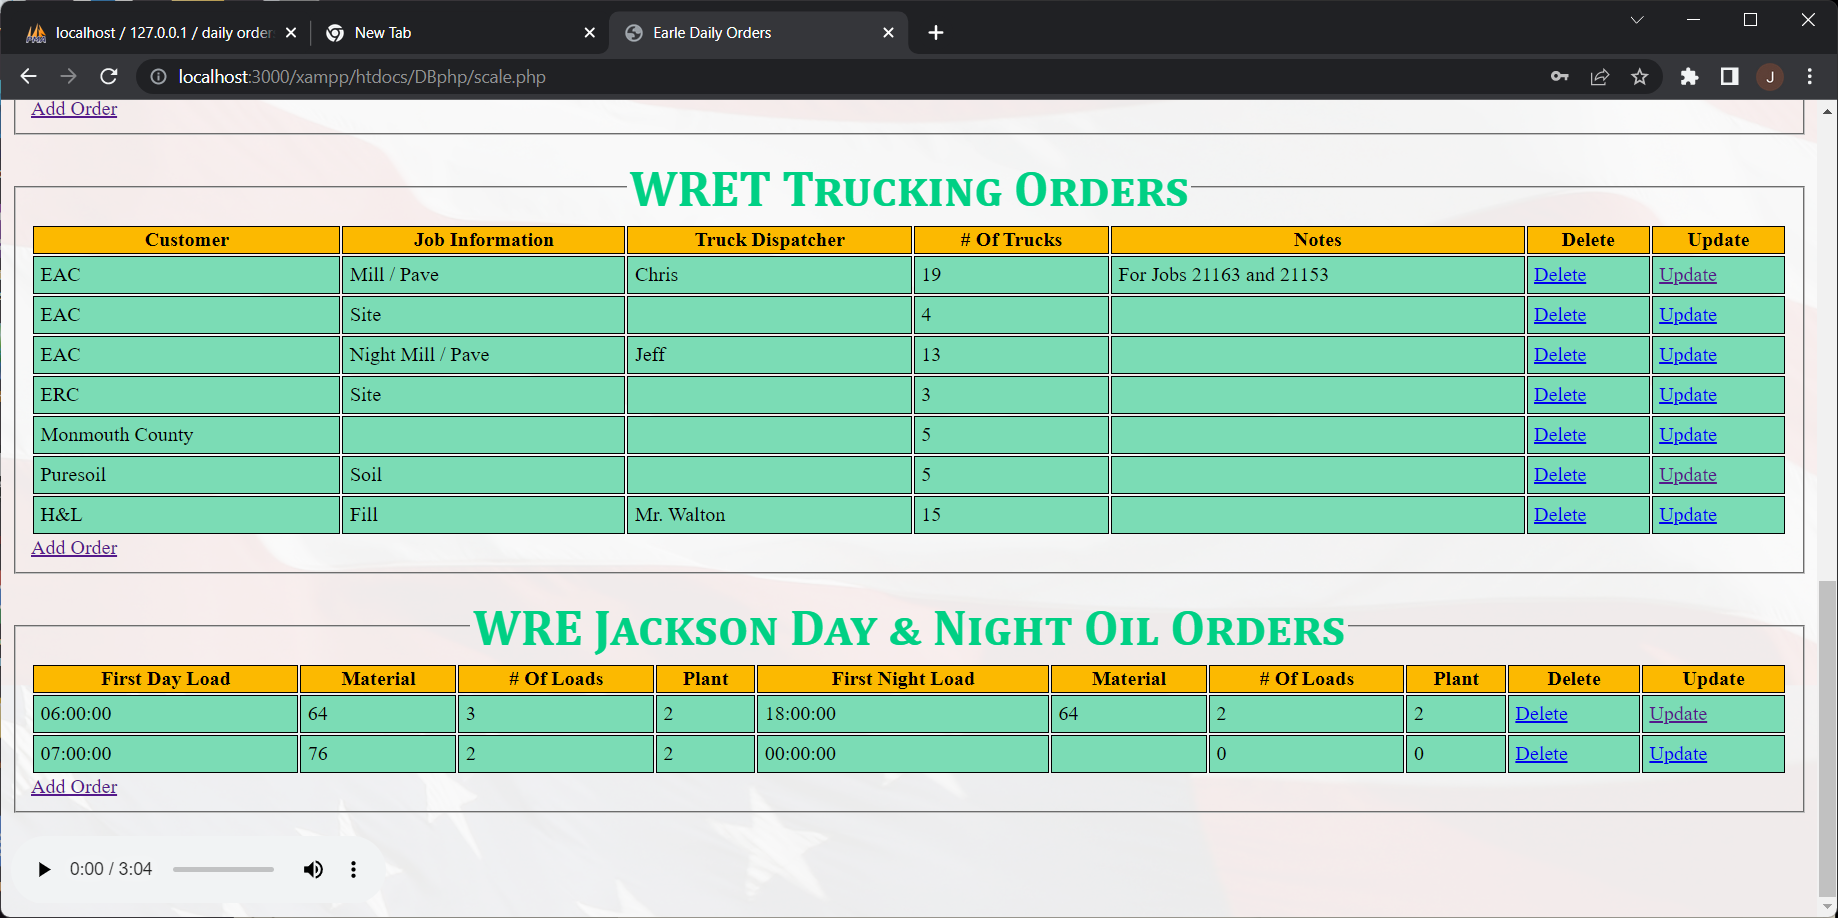 localhost / 127.0.0.1 / daily order
New Tab
Earle Daily Orders
localhost:3000/xampp/htdocs/DBphp/scale.php
J
Add Order
WRET Trucking Orders
Customer Job Information Truck Dispatcher # Of Trucks Notes Delete Update
EAC Mill / Pave Chris 19 For Jobs 21163 and 21153 Delete Update
EAC Site 4 Delete Update
EAC Night Mill / Pave Jeff 13 Delete Update
ERC Site 3 Delete Update
Monmouth County 5 Delete Update
Puresoil Soil 5 Delete Update
H&L Fill Mr. Walton 15 Delete Update
Add Order
WRE Jackson Day & Night Oil Orders
First Day Load Material # Of Loads Plant First Night Load Material # Of Loads Plant Delete Update
06:00:00 64 3 2 18:00:00 64 2 2 Delete Update
07:00:00 76 2 2 00:00:00 0 0 Delete Update
Add Order
0:00 / 3:04